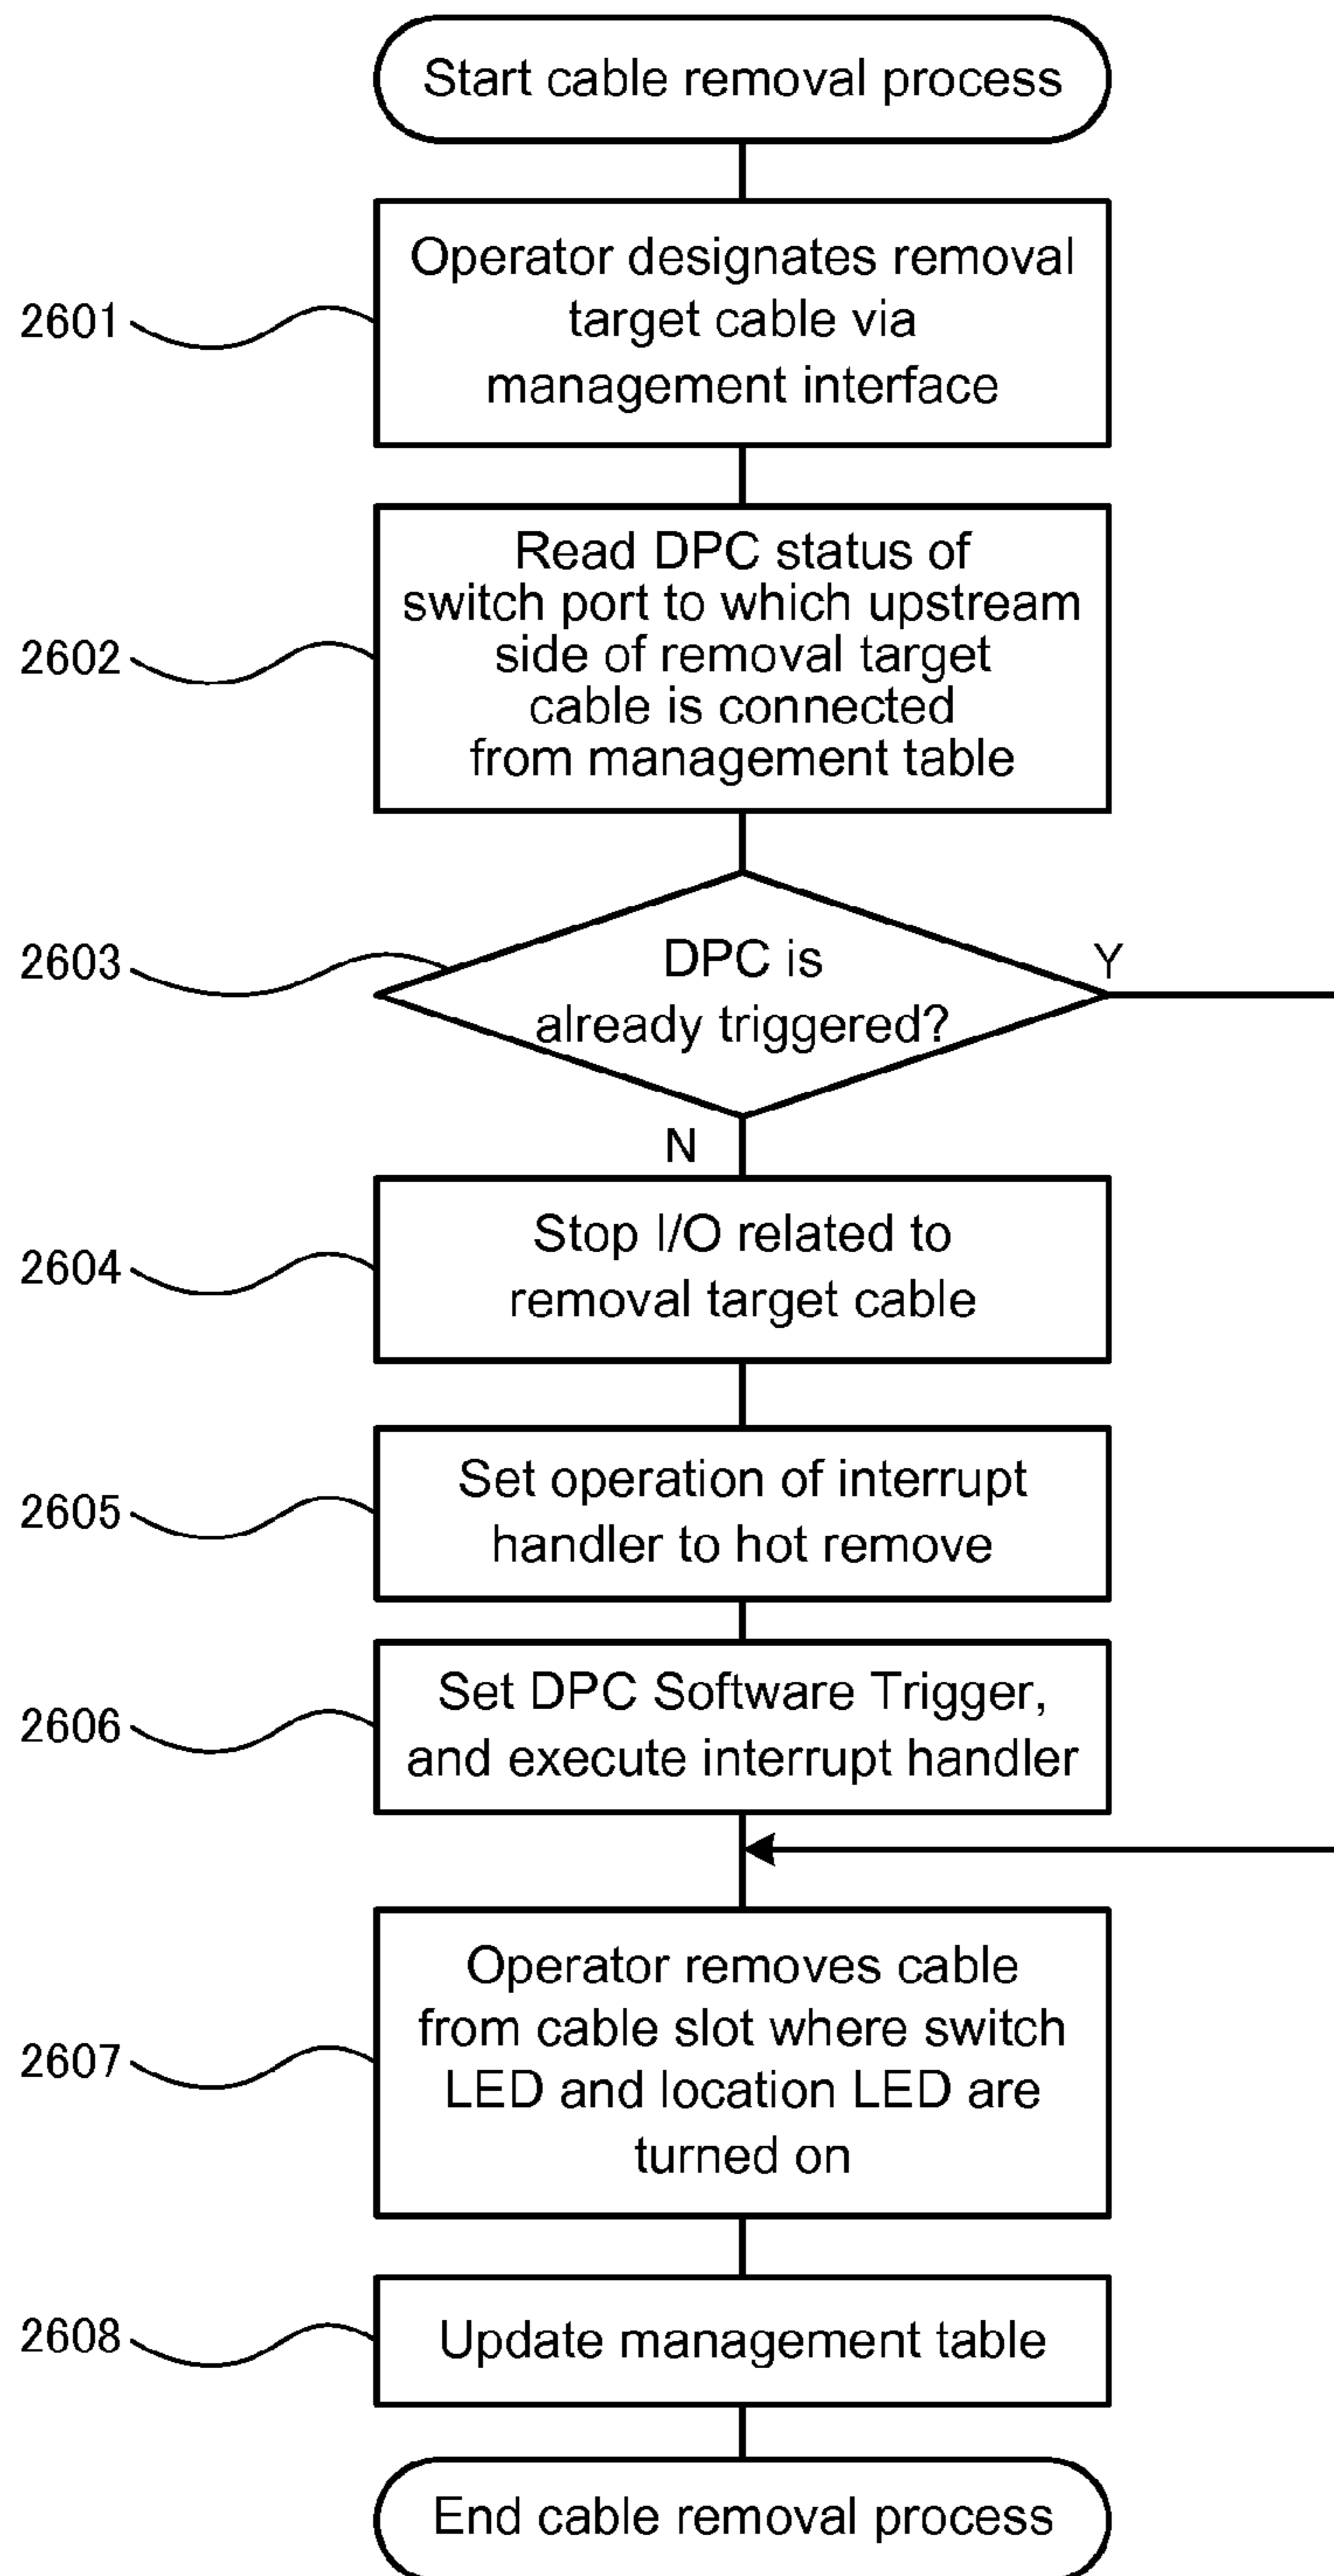 Start cable removal process
2601
Operator designates removal
target cable via
management interface
2602
Read DPC status of
switch port to which upstream
side of removal target
cable is connected
from management table
2603
DPC is
already triggered?
Y
N
2604
Stop I/O related to
removal target cable
2605
Set operation of interrupt
handler to hot remove
2606
Set DPC Software Trigger,
and execute interrupt handler
2607
Operator removes cable
from cable slot where switch
LED and location LED are
turned on
2608
Update management table
End cable removal process